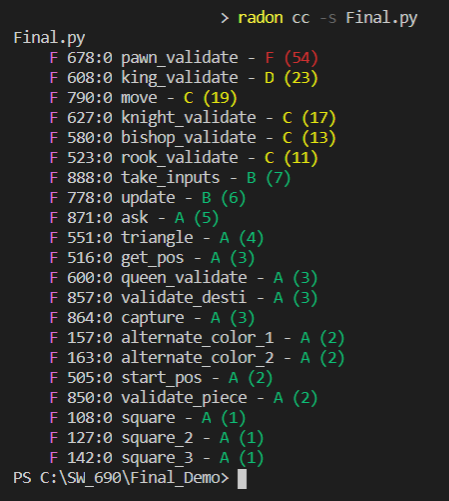 > radon cc -s Final.py
Final.py
F 678:0 pawn_validate - F (54)
F 608:0 king_validate - D (23)
F 790:0 move - C (19)
F 627:0 knight_validate - C (17)
F 580:0 bishop_validate - C (13)
F 523:0 rook_validate - C (11)
F 888:0 take_inputs - B (7)
F 778:0 update - B (6)
F 871:0 ask - A (5)
F 551:0 triangle - A (4)
F 516:0 get_pos - A (3)
F 600:0 queen_validate - A (3)
F 857:0 validate_desti - A (3)
F 864:0 capture - A (3)
F 157:0 alternate_color_1 - A (2)
F 163:0 alternate_color_2 - A (2)
F 505:0 start_pos - A (2)
F 850:0 validate_piece - A (2)
F 108:0 square - A (1)
F 127:0 square_2 - A (1)
F 142:0 square_3 - A (1)
PS C:\SW_690\Final_Demo>